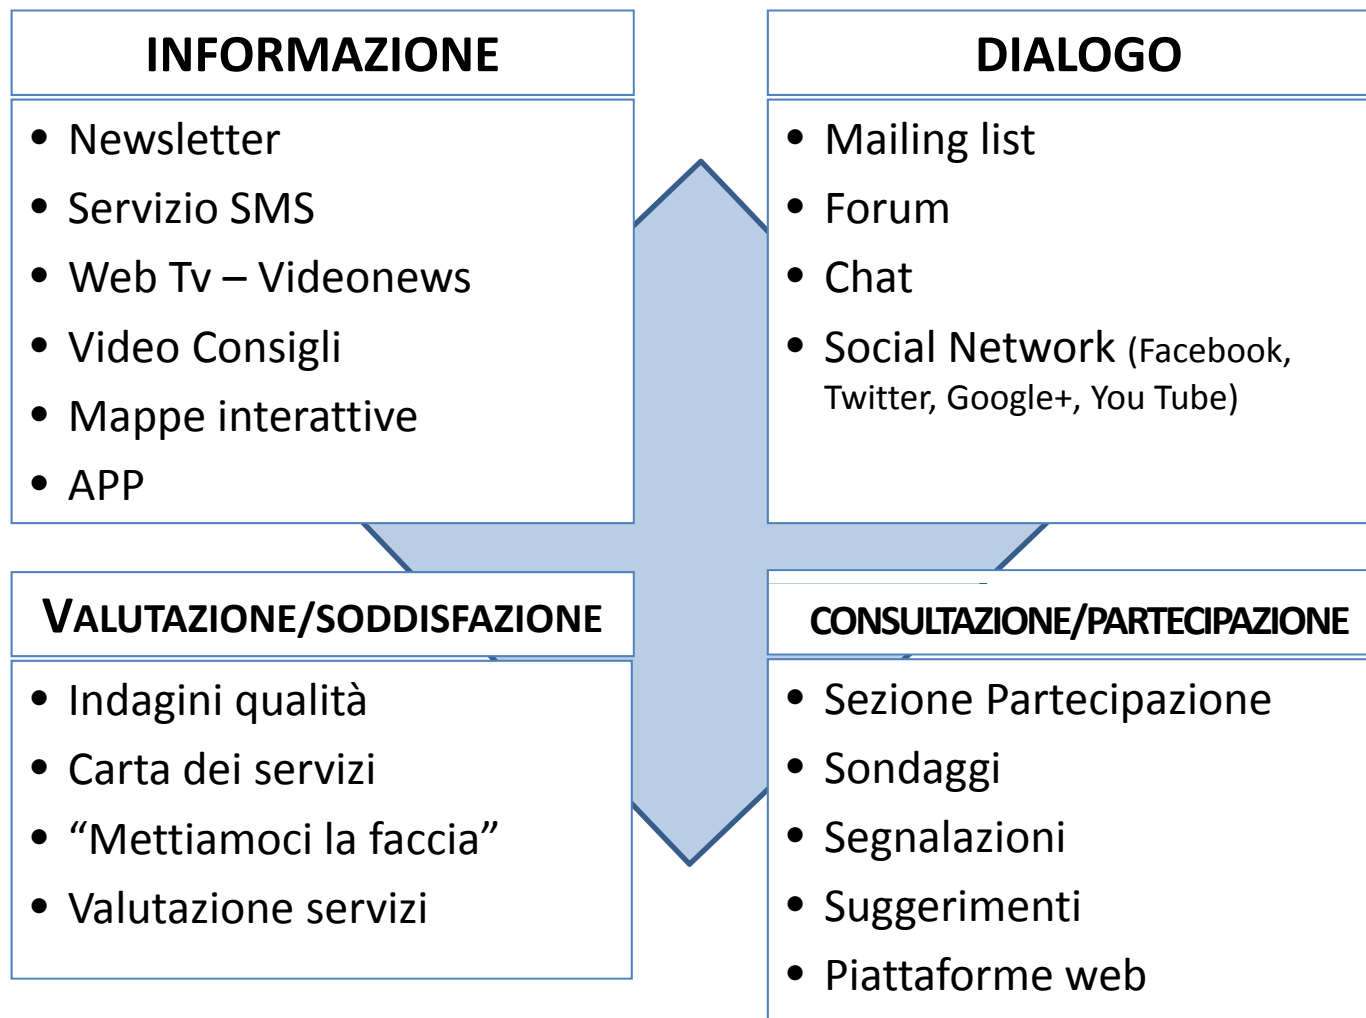 INFORMAZIONE
• Newsletter
• Servizio SMS
• Web Tv – Videonews
• Video Consigli
• Mappe interattive
• APP
DIALOGO
• Mailing list
• Forum
• Chat
• Social Network (Facebook,
Twitter, Google+, You Tube)
VALUTAZIONE/SODDISFAZIONE
• Indagini qualità
• Carta dei servizi
• “Mettiamoci la faccia”
• Valutazione servizi
CONSULTAZIONE/PARTECIPAZIONE
• Sezione Partecipazione
• Sondaggi
• Segnalazioni
• Suggerimenti
• Piattaforme web